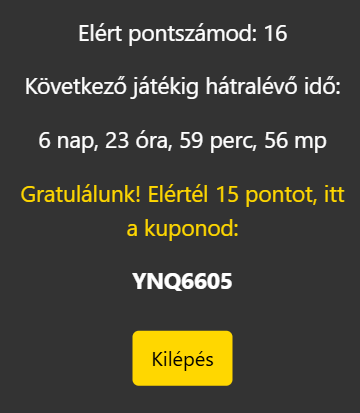 Elért pontszámod: 16
Következő játékig hátralévő idő:
6 nap, 23 óra, 59 perc, 56 mp
Gratulálunk! Elértél 15 pontot, itt
a kuponod:
YNQ6605
Kilépés